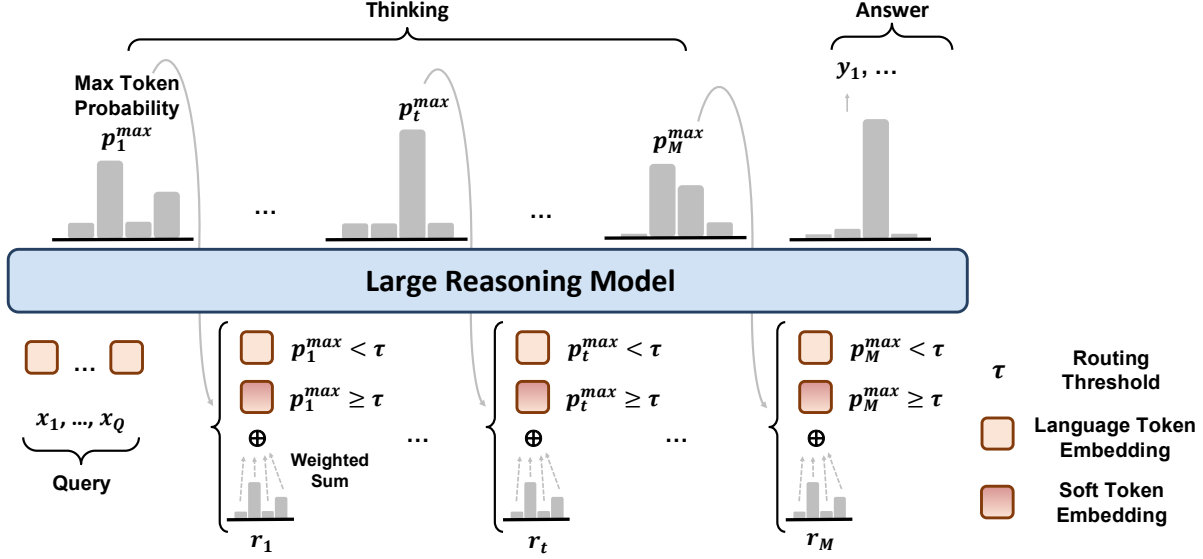 Thinking
Answer
Max Token
Probability
p_1^{max}
p_t^{max}
p_M^{max}
y_1, ...
...
...
Large Reasoning Model
...
x_1, ..., x_Q
Query
p_1^{max} < τ
p_1^{max} ≥ τ
⊕
Weighted
Sum
r_1
...
p_t^{max} < τ
p_t^{max} ≥ τ
⊕
r_t
...
p_M^{max} < τ
p_M^{max} ≥ τ
⊕
r_M
τ
Routing
Threshold
Language Token
Embedding
Soft Token
Embedding